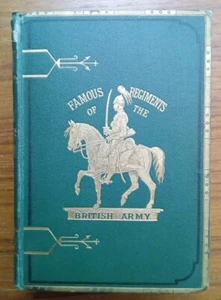 FAMOUS REGIMENTS
OF THE
BRITISH ARMY